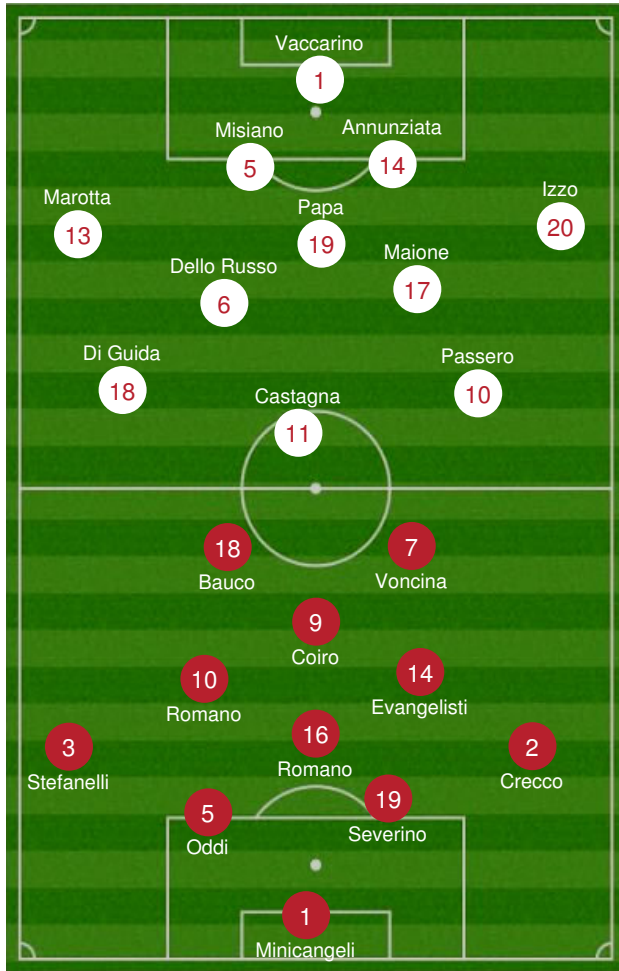 Vaccarino
1
Misiano
5
Annunziata
14
Marotta
13
Papa
19
Izzo
20
Dello Russo
6
Maione
17
Di Guida
18
Passero
10
Castagna
11
18
Bauco
7
Voncina
9
Coiro
10
Romano
14
Evangelisti
3
Stefanelli
16
Romano
2
Crecco
5
Oddi
19
Severino
1
Minicangeli